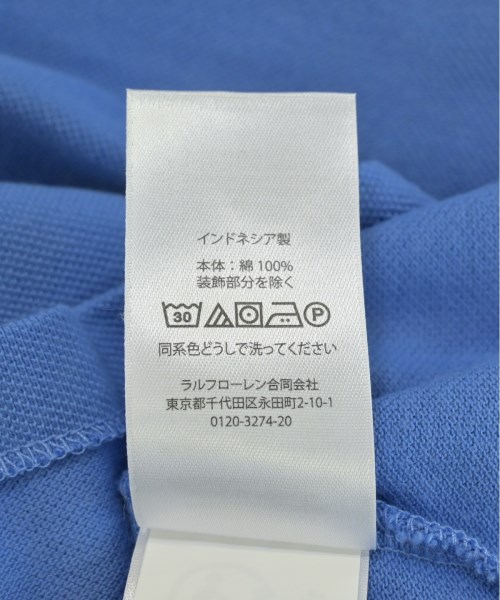 インドネシア製
本体：綿 100%
装飾部分を除く
30 P
同系色どうしで洗ってください
ラルフローレン合同会社
東京都千代田区永田町2-10-1
0120-3274-20